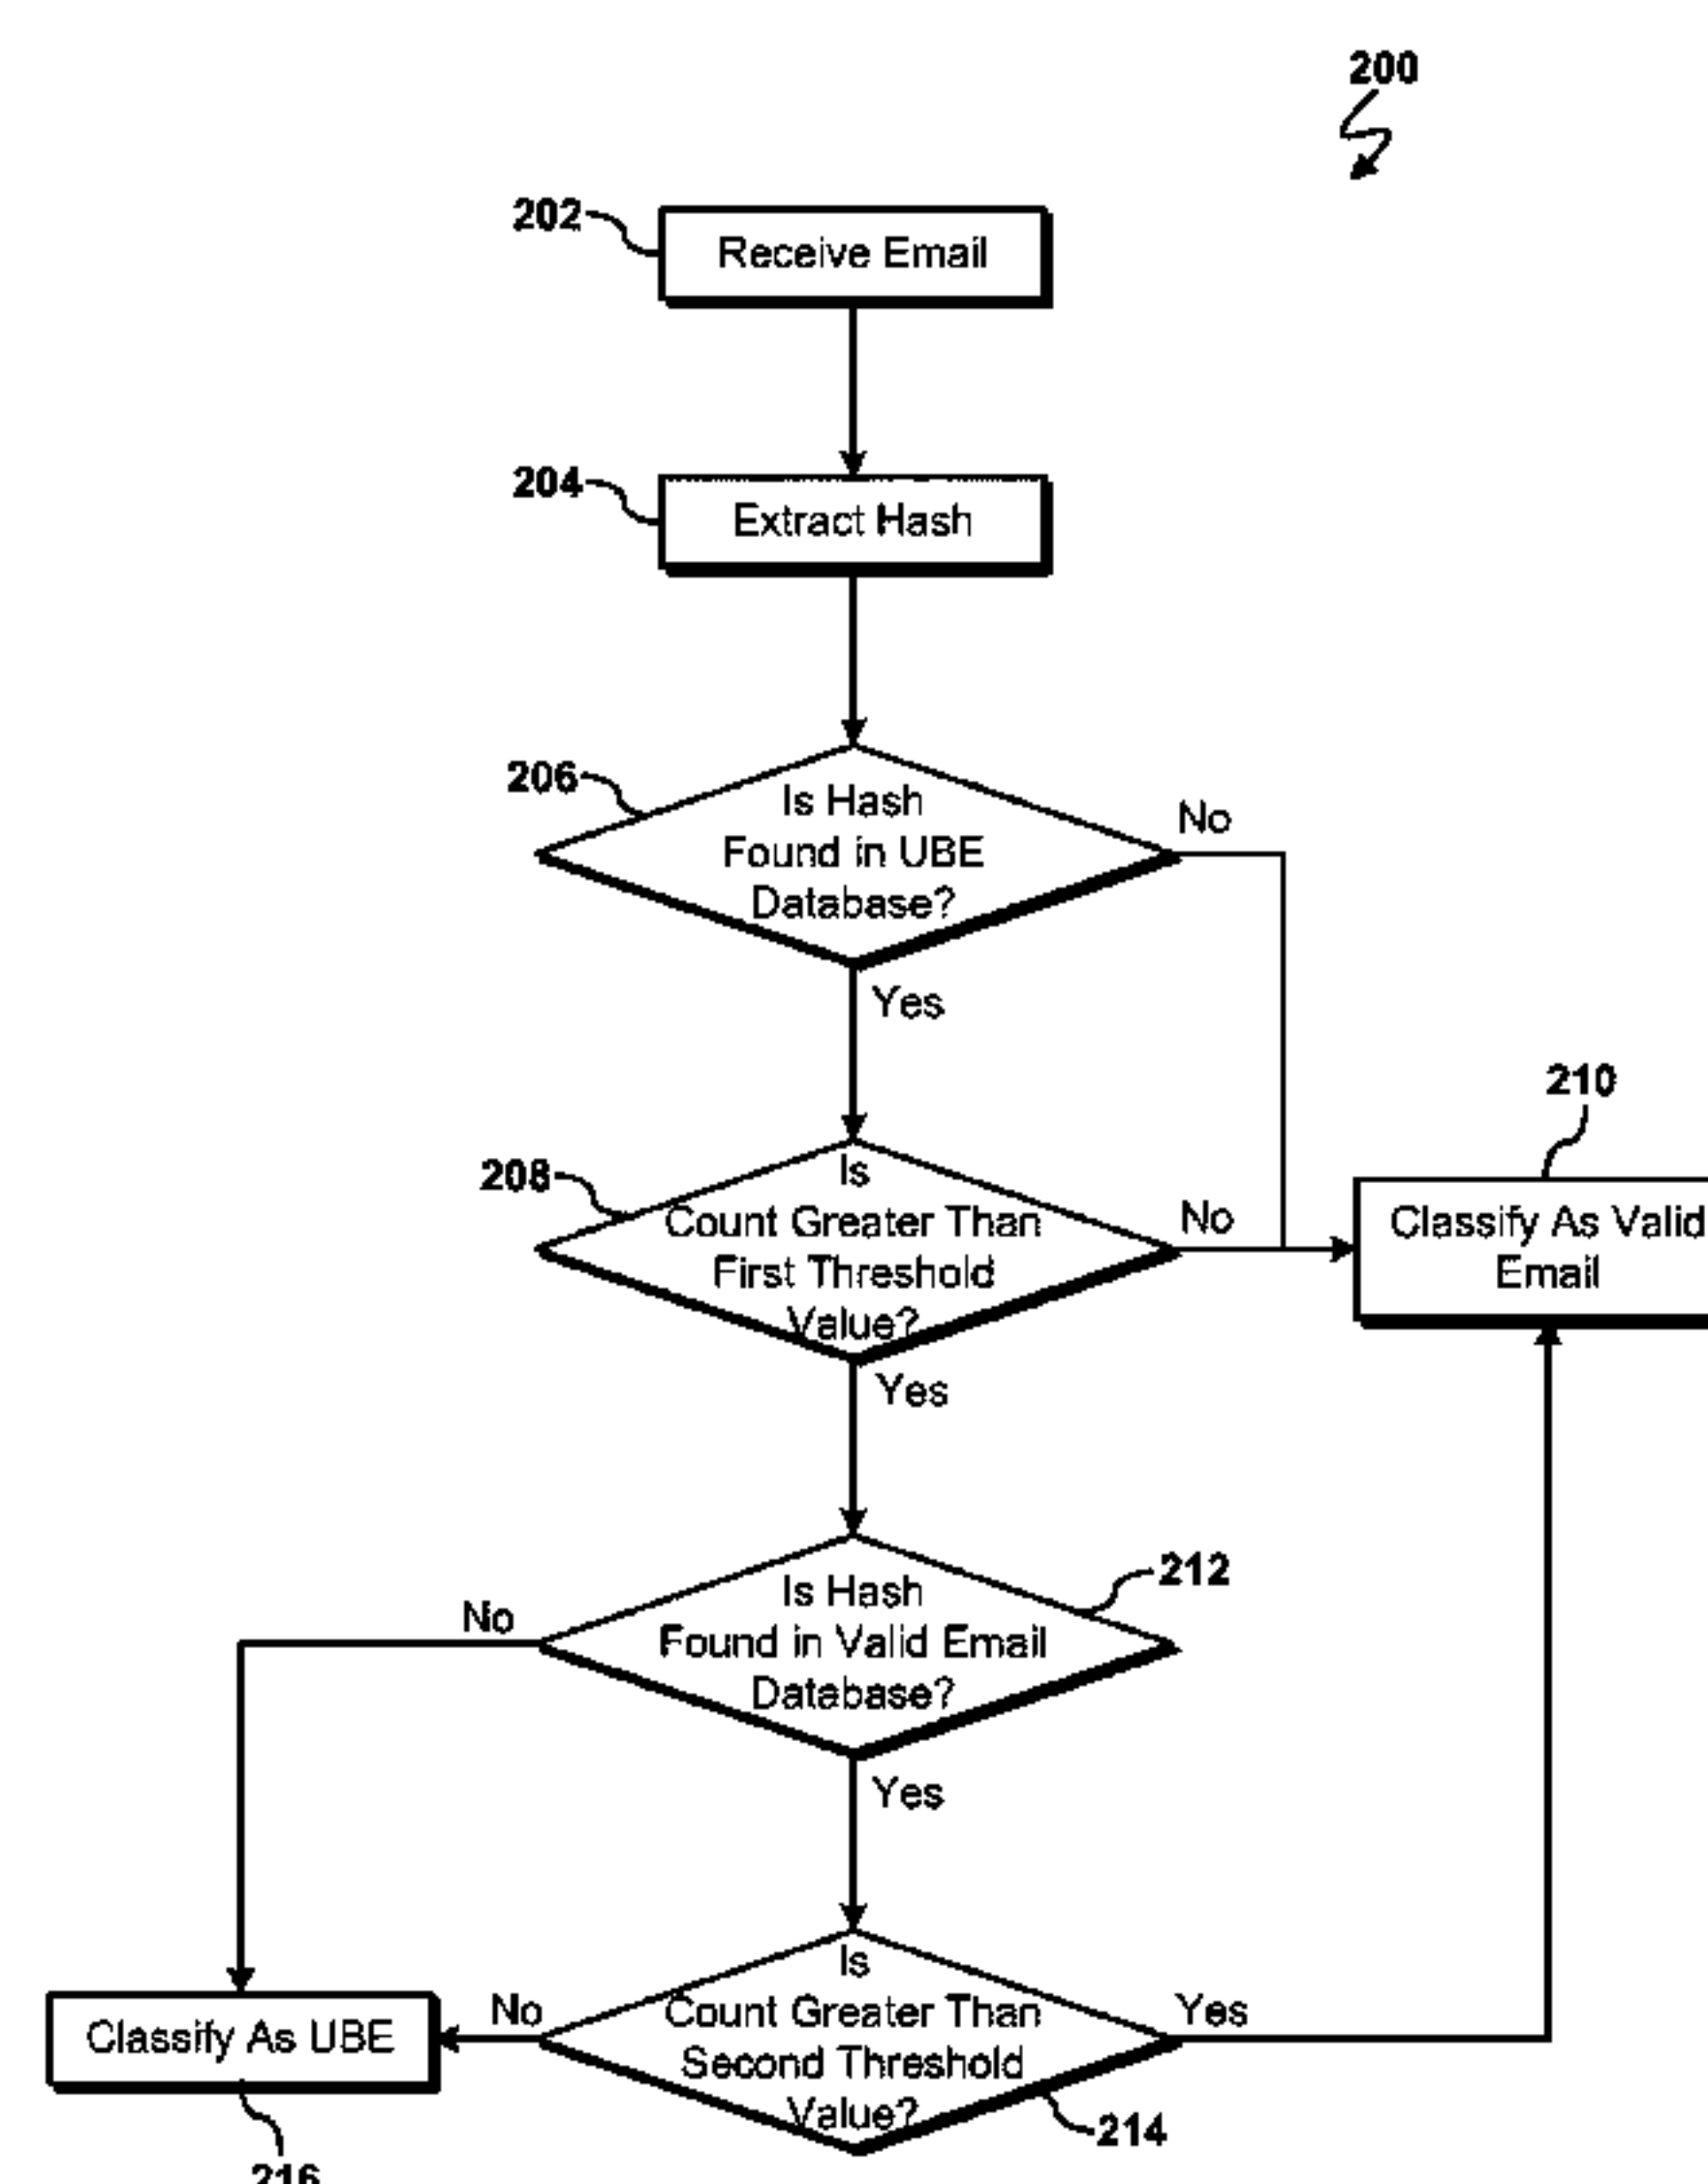 200
202
Receive Email
204
Extract Hash
206
Is Hash
Found in UBE
Database?
No
Yes
210
208
Is
Count Greater Than
First Threshold
Value?
No
Classify As Valid
Email
Yes
212
Is Hash
Found in Valid Email
Database?
No
Yes
Is
Count Greater Than
Second Threshold
Value?
No
Yes
Classify As UBE
214
216